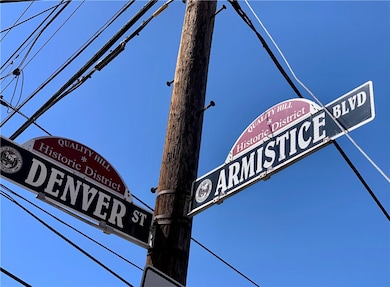 QUALITY HILL
Historic District
DENVER ST
QUALITY HILL
Historic District
ARMISTICE BLVD